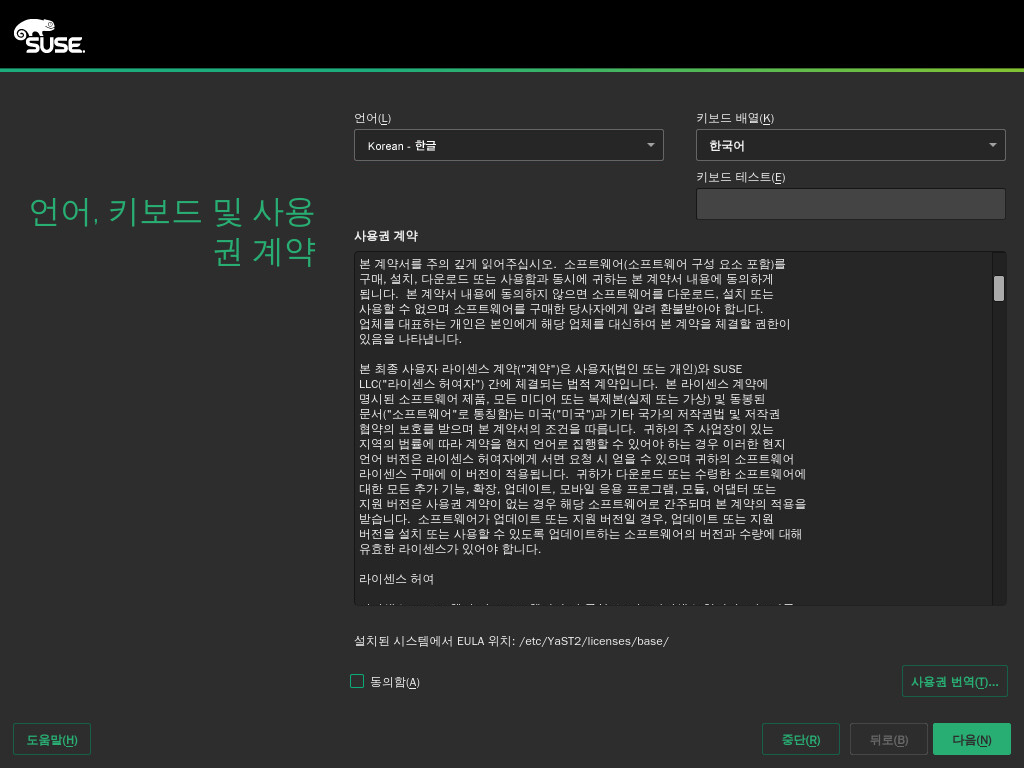 SUSE
언어, 키보드 및 사용
권 계약
언어(L)
Korean - 한글
키보드 배열(K)
한국어
키보드 테스트(E)
사용권 계약
본 계약서를 주의 깊게 읽어주십시오.  소프트웨어(소프트웨어 구성 요소 포함)를
구매, 설치, 다운로드 또는 사용함과 동시에 귀하는 본 계약서 내용에 동의하게
됩니다.  본 계약서 내용에 동의하지 않으면 소프트웨어를 다운로드, 설치 또는
사용할 수 없으며 소프트웨어를 구매한 당사자에게 알려 환불받아야 합니다.
업체를 대표하는 개인은 본인에게 해당 업체를 대신하여 본 계약을 체결할 권한이
있음을 나타냅니다.
본 최종 사용자 라이센스 계약("계약")은 사용자(법인 또는 개인)와 SUSE
LLC("라이센스 허여자") 간에 체결되는 법적 계약입니다.  본 라이센스 계약에
명시된 소프트웨어 제품, 모든 미디어 또는 복제본(실제 또는 가상) 및 동봉된
문서("소프트웨어"로 통칭함)는 미국("미국")과 기타 국가의 저작권법 및 저작권
협약의 보호를 받으며 본 계약서의 조건을 따릅니다.  귀하의 주 사업장이 있는
지역의 법률에 따라 계약을 현지 언어로 집행할 수 있어야 하는 경우 이러한 현지
언어 버전은 라이센스 허여자에게 서면 요청 시 얻을 수 있으며 귀하의 소프트웨어
라이센스 구매에 이 버전이 적용됩니다.  귀하가 다운로드 또는 수령한 소프트웨어에
대한 모든 추가 기능, 확장, 업데이트, 모바일 응용 프로그램, 모듈, 어댑터 또는
지원 버전은 사용권 계약이 없는 경우 해당 소프트웨어로 간주되며 본 계약의 적용을
받습니다.  소프트웨어가 업데이트 또는 지원 버전일 경우, 업데이트 또는 지원
버전을 설치 또는 사용할 수 있도록 업데이트하는 소프트웨어의 버전과 수량에 대해
유효한 라이센스가 있어야 합니다.
라이센스 허여
설치된 시스템에서 EULA 위치: /etc/YaST2/licenses/base/
동의함(A)
사용권 번역(T)...
도움말(H)
중단(R)
뒤로(B)
다음(N)